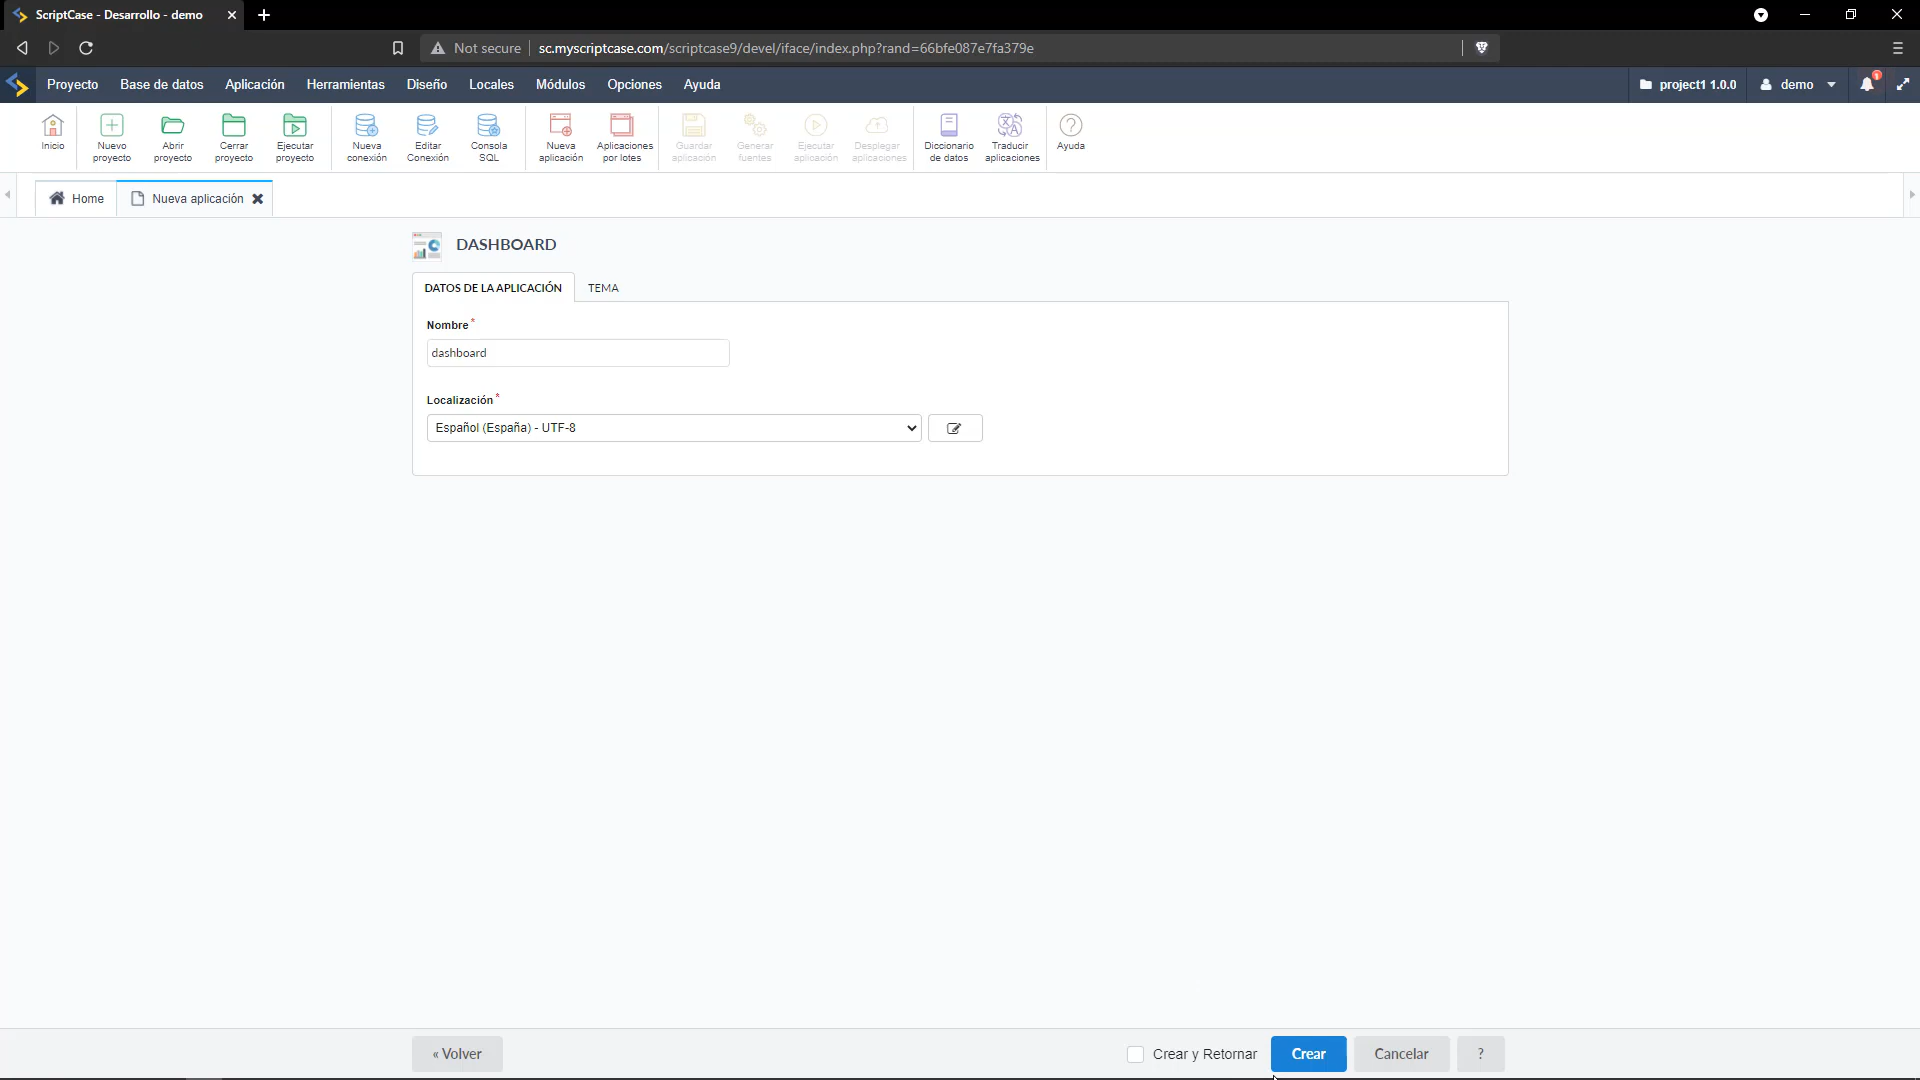 ScriptCase - Desarrollo - demo
Not secure
sc.myscriptcase.com/scriptcase9/devel/iface/index.php?rand=66bfe087e7fa379e
Proyecto
Base de datos
Aplicación
Herramientas
Diseño
Locales
Módulos
Opciones
Ayuda
project1 1.0.0
demo
1
Inicio
Nuevo
proyecto
Abrir
proyecto
Cerrar
proyecto
Ejecutar
proyecto
Nueva
conexión
Editar
Conexión
Consola
SQL
Nueva
aplicación
Aplicaciones
por lotes
Guardar
aplicación
Generar
fuentes
Ejecutar
aplicación
Desplegar
aplicaciones
Diccionario
de datos
Traducir
aplicaciones
Ayuda
Home
Nueva aplicación
DASHBOARD
DATOS DE LA APLICACIÓN
TEMA
Nombre*
dashboard
Localización*
Español (España) - UTF-8
« Volver
Crear y Retornar
Crear
Cancelar
?